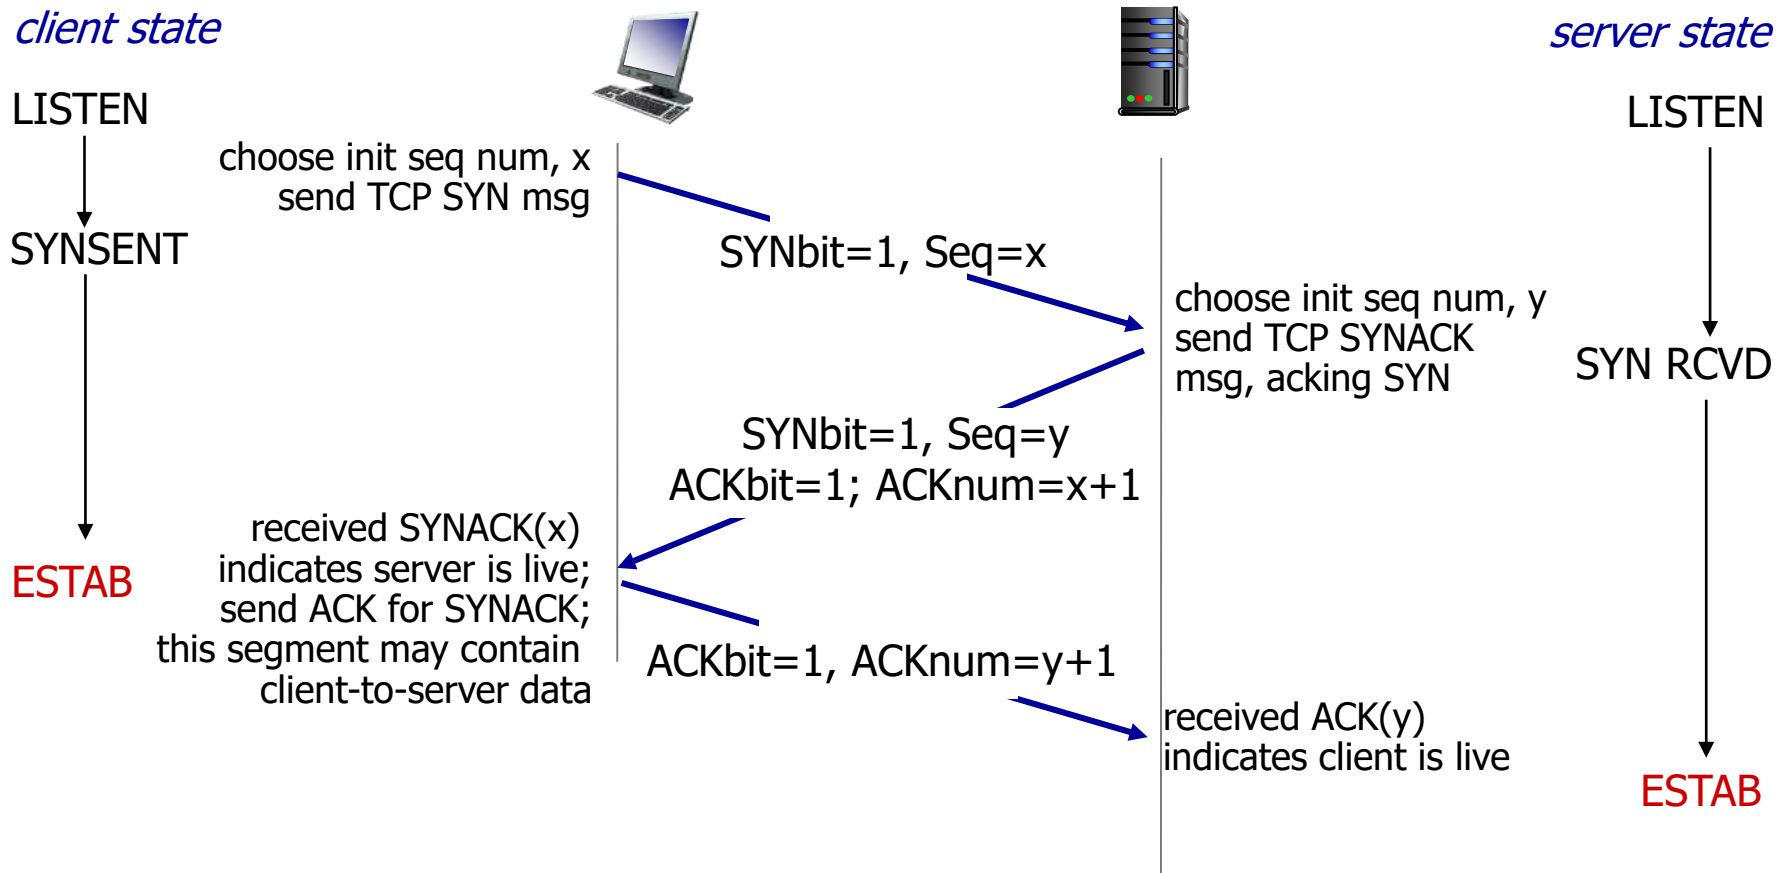 client state
server state
LISTEN
LISTEN
choose init seq num, x
send TCP SYN msg
SYNSENT
SYNbit=1, Seq=x
choose init seq num, y
send TCP SYNACK
msg, acking SYN
SYN RCVD
SYNbit=1, Seq=y
ACKbit=1; ACKnum=x+1
received SYNACK(x)
indicates server is live;
send ACK for SYNACK;
this segment may contain
client-to-server data
ESTAB
ACKbit=1, ACKnum=y+1
received ACK(y)
indicates client is live
ESTAB